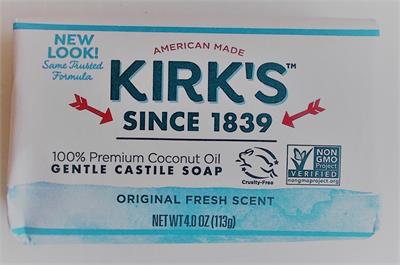 NEW
LOOK!
Same Trusted
Formula
AMERICAN MADE
KIRK'S™
SINCE 1839
100% Premium Coconut Oil
GENTLE CASTILE SOAP
Cruelty-Free
NON
GMO
Project
VERIFIED
nongmoproject.org
ORIGINAL FRESH SCENT
NET WT 4.0 OZ (113g)